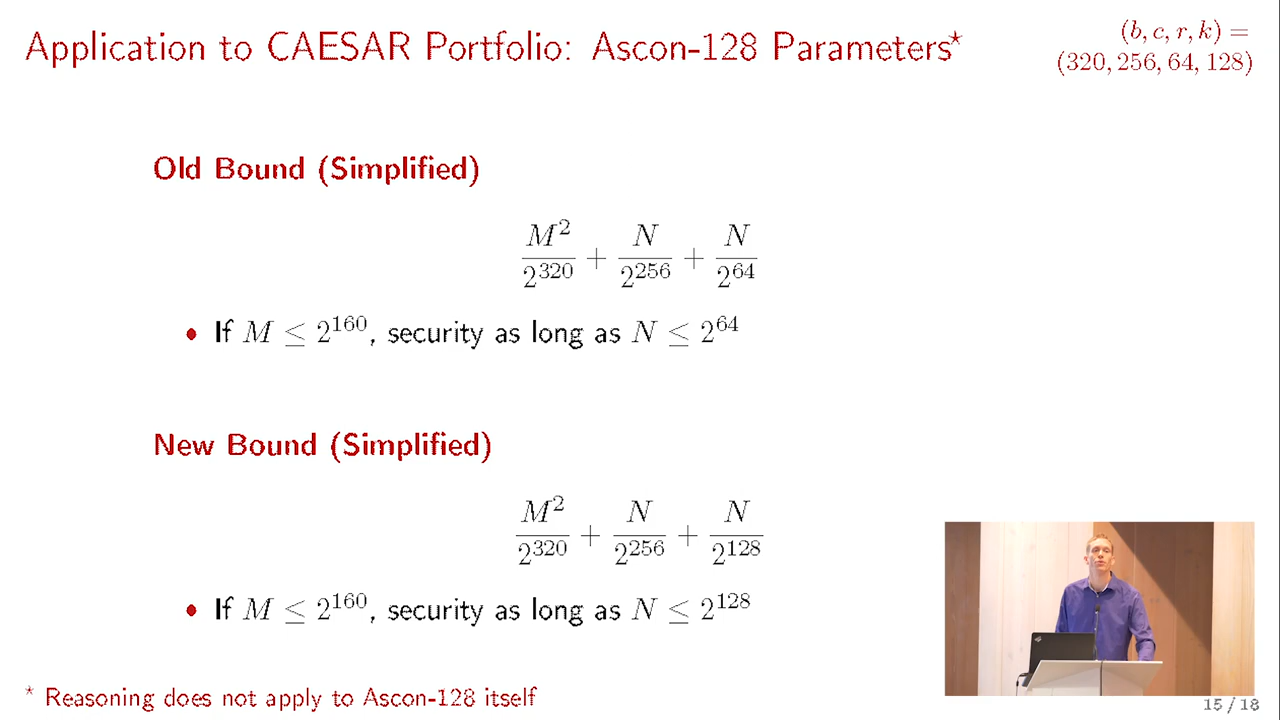 Application to CAESAR Portfolio: Ascon-128 Parameters*
(b, c, r, k) =
(320, 256, 64, 128)
Old Bound (Simplified)
M²/2³²⁰ + N/2²⁵⁶ + N/2⁶⁴
• If M ≤ 2¹⁶⁰, security as long as N ≤ 2⁶⁴
New Bound (Simplified)
M²/2³²⁰ + N/2²⁵⁶ + N/2¹²⁸
• If M ≤ 2¹⁶⁰, security as long as N ≤ 2¹²⁸
* Reasoning does not apply to Ascon-128 itself
15 / 18